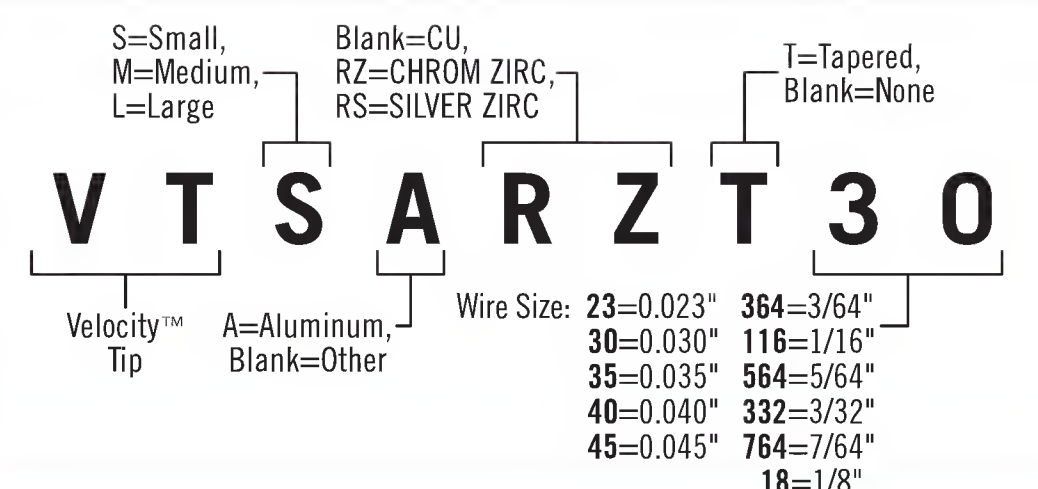 S=Small,
M=Medium,
L=Large
Blank=CU,
RZ=CHROM ZIRC,
RS=SILVER ZIRC
T=Tapered,
Blank=None
V T S A R Z T 3 0
Velocity™
Tip
A=Aluminum,
Blank=Other
Wire Size: 23=0.023" 364=3/64"
30=0.030" 116=1/16"
35=0.035" 564=5/64"
40=0.040" 332=3/32"
45=0.045" 764=7/64"
18=1/8"